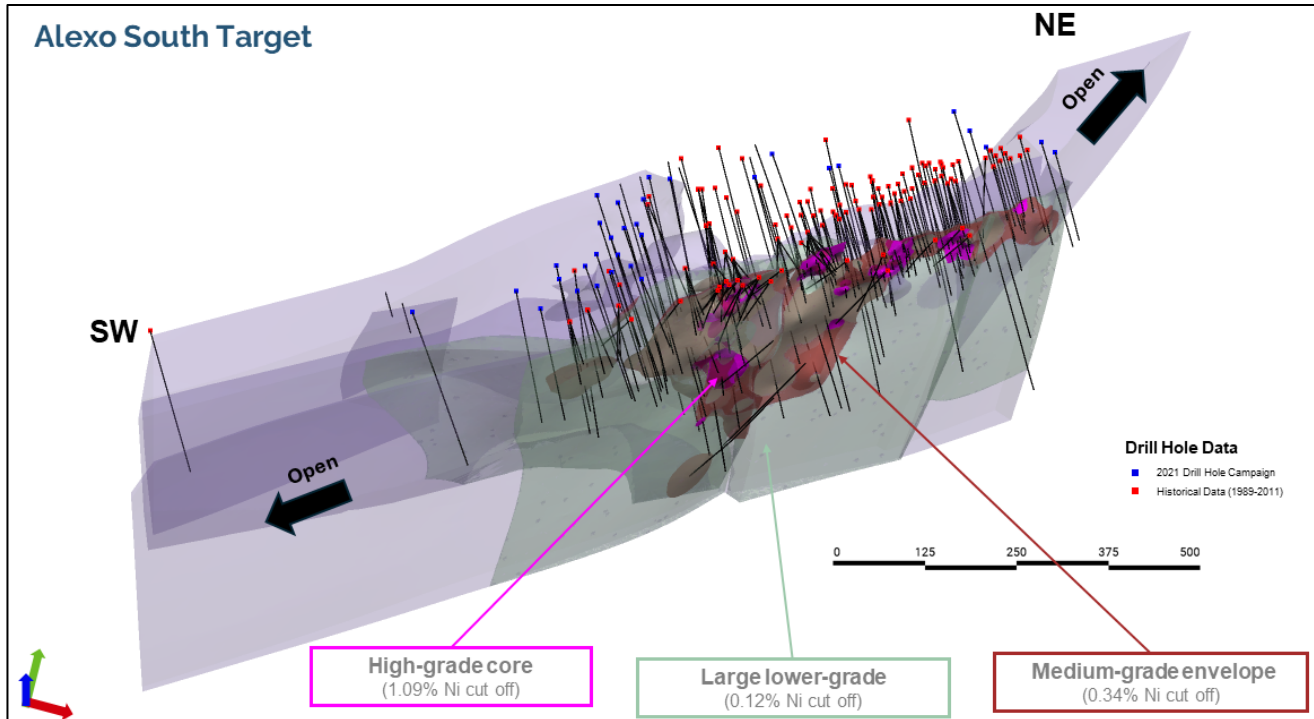 Alexo South Target
NE
Open
SW
Open
Drill Hole Data
2021 Drill Hole Campaign
Historical Data (1989-2011)
0 125 250 375 500
High-grade core
(1.09% Ni cut off)
Large lower-grade
(0.12% Ni cut off)
Medium-grade envelope
(0.34% Ni cut off)